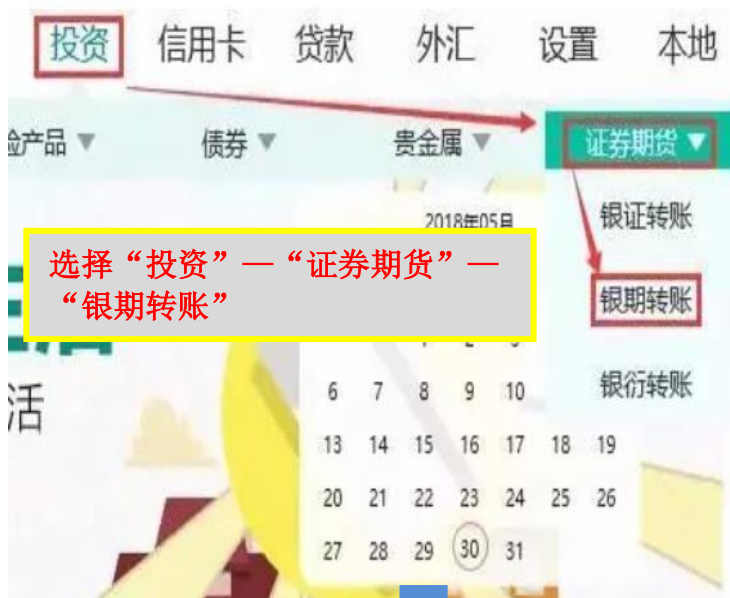 投资 信用卡 贷款 外汇 设置 本地
险产品 ▼ 债券 ▼ 贵金属 ▼ 证券期货 ▼
2018年05月
银证转账
选择“投资”—“证券期货”—
“银期转账”
银期转账
活
银衍转账
6 7 8 9 10
13 14 15 16 17 18 19
20 21 22 23 24 25 26
27 28 29 30 31